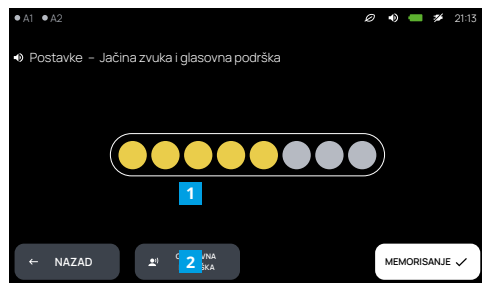 A1 A2 21:13
Postavke – Jačina zvuka i glasovna podrška
1
← NAZAD
2
MEMORISANJE ✓